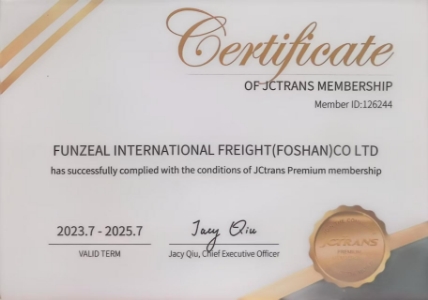 Certificate
OF JCTRANS MEMBERSHIP
Member ID:126244
FUNZEAL INTERNATIONAL FREIGHT(FOSHAN)CO LTD
has successfully complied with the conditions of JCtrans Premium membership
2023.7 - 2025.7
Jacy Qiu
VALID TERM
Jacy Qiu, Chief Executive Officer
JCTRANS